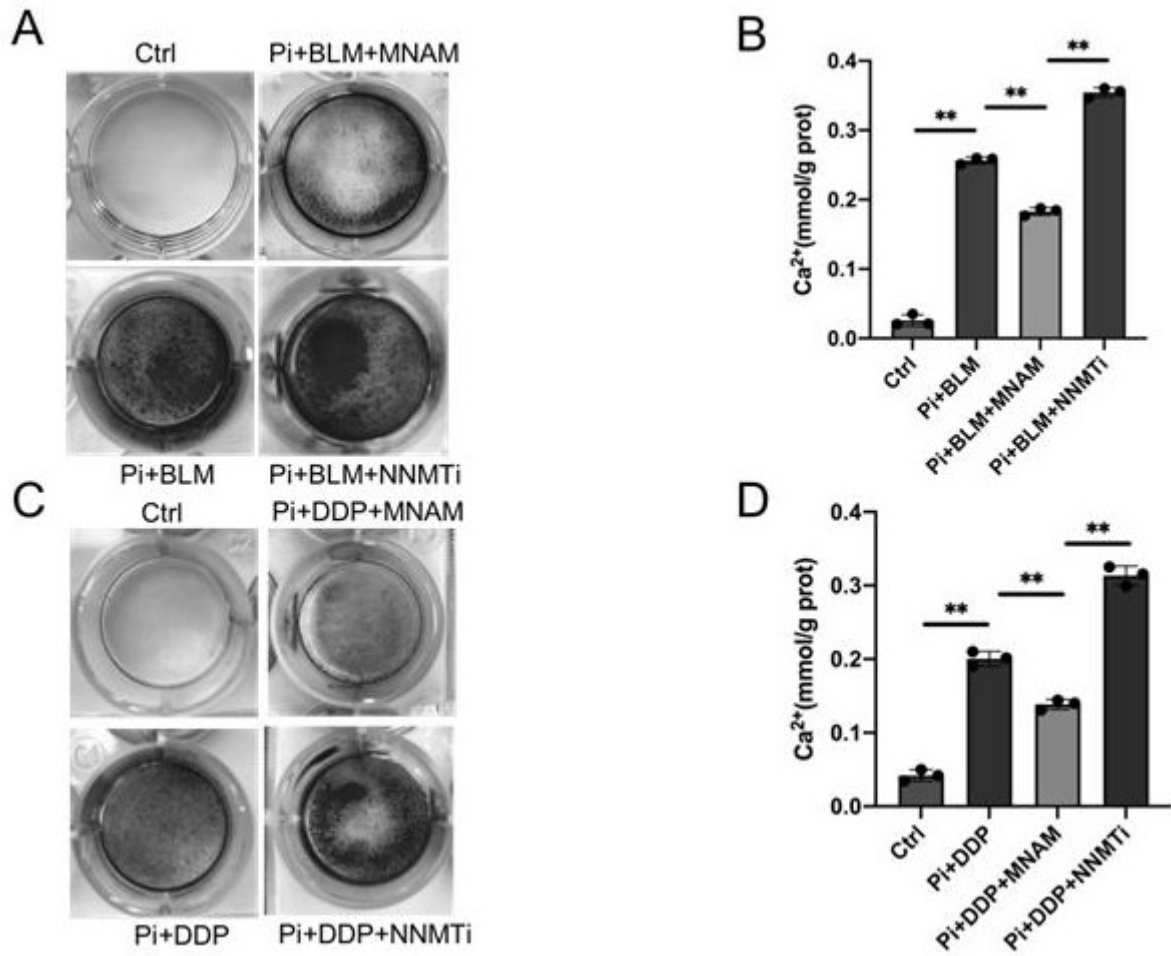 A
Ctrl
Pi+BLM+MNAM
Pi+BLM
Pi+BLM+NNMTi
B
Ca²⁺(mmol/g prot)
0.4
0.3
0.2
0.1
0.0
**
**
**
Ctrl
Pi+BLM
Pi+BLM+MNAM
Pi+BLM+NNMTi
C
Ctrl
Pi+DDP+MNAM
Pi+DDP
Pi+DDP+NNMTi
D
Ca²⁺(mmol/g prot)
0.4
0.3
0.2
0.1
0.0
**
**
**
Ctrl
Pi+DDP
Pi+DDP+MNAM
Pi+DDP+NNMTi